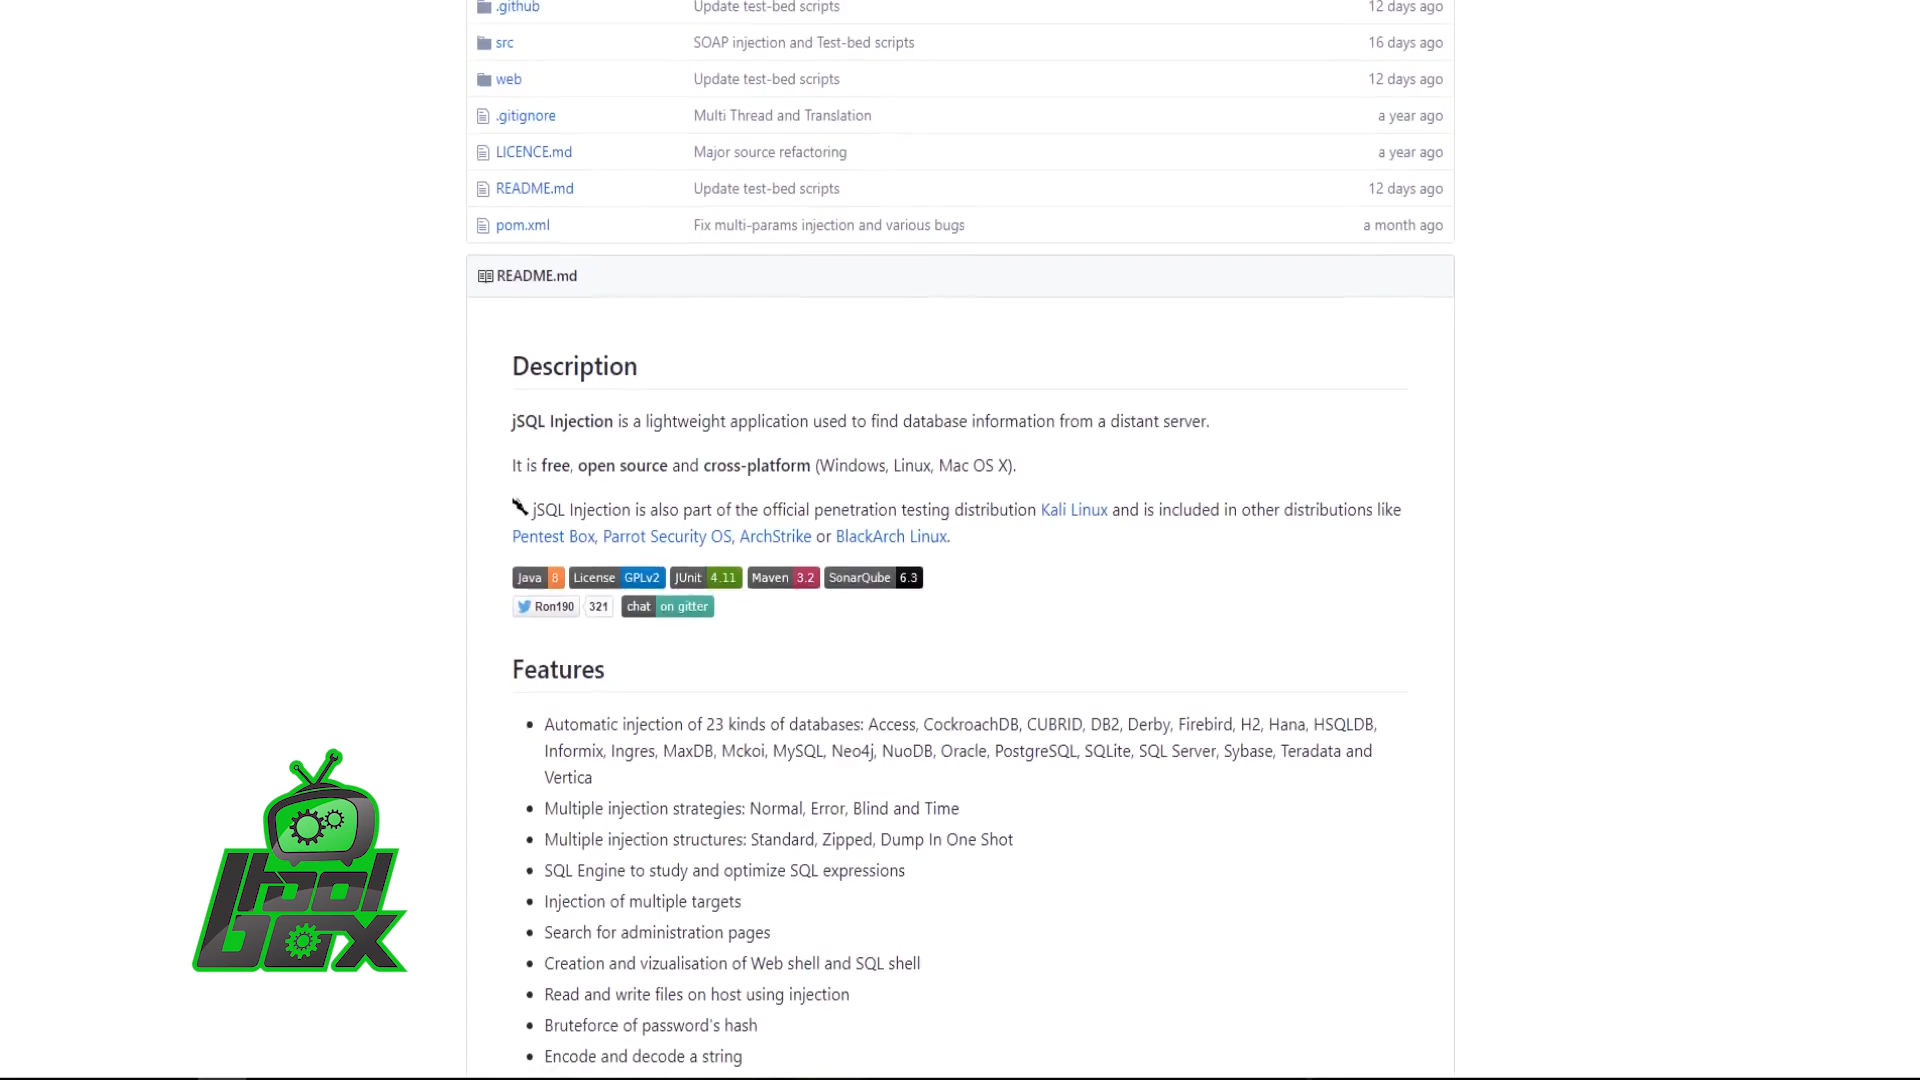 .github Update test-bed scripts 12 days ago
src SOAP injection and Test-bed scripts 16 days ago
web Update test-bed scripts 12 days ago
.gitignore Multi Thread and Translation a year ago
LICENCE.md Major source refactoring a year ago
README.md Update test-bed scripts 12 days ago
pom.xml Fix multi-params injection and various bugs a month ago
README.md
Description
jSQL Injection is a lightweight application used to find database information from a distant server.
It is free, open source and cross-platform (Windows, Linux, Mac OS X).
jSQL Injection is also part of the official penetration testing distribution Kali Linux and is included in other distributions like
Pentest Box, Parrot Security OS, ArchStrike or BlackArch Linux.
Java 8 License GPLv2 JUnit 4.11 Maven 3.2 SonarQube 6.3
Ron190 321 chat on gitter
Features
• Automatic injection of 23 kinds of databases: Access, CockroachDB, CUBRID, DB2, Derby, Firebird, H2, Hana, HSQLDB,
Informix, Ingres, MaxDB, Mckoi, MySQL, Neo4j, NuoDB, Oracle, PostgreSQL, SQLite, SQL Server, Sybase, Teradata and
Vertica
• Multiple injection strategies: Normal, Error, Blind and Time
• Multiple injection structures: Standard, Zipped, Dump In One Shot
• SQL Engine to study and optimize SQL expressions
• Injection of multiple targets
• Search for administration pages
• Creation and vizualisation of Web shell and SQL shell
• Read and write files on host using injection
• Bruteforce of password's hash
• Encode and decode a string
box